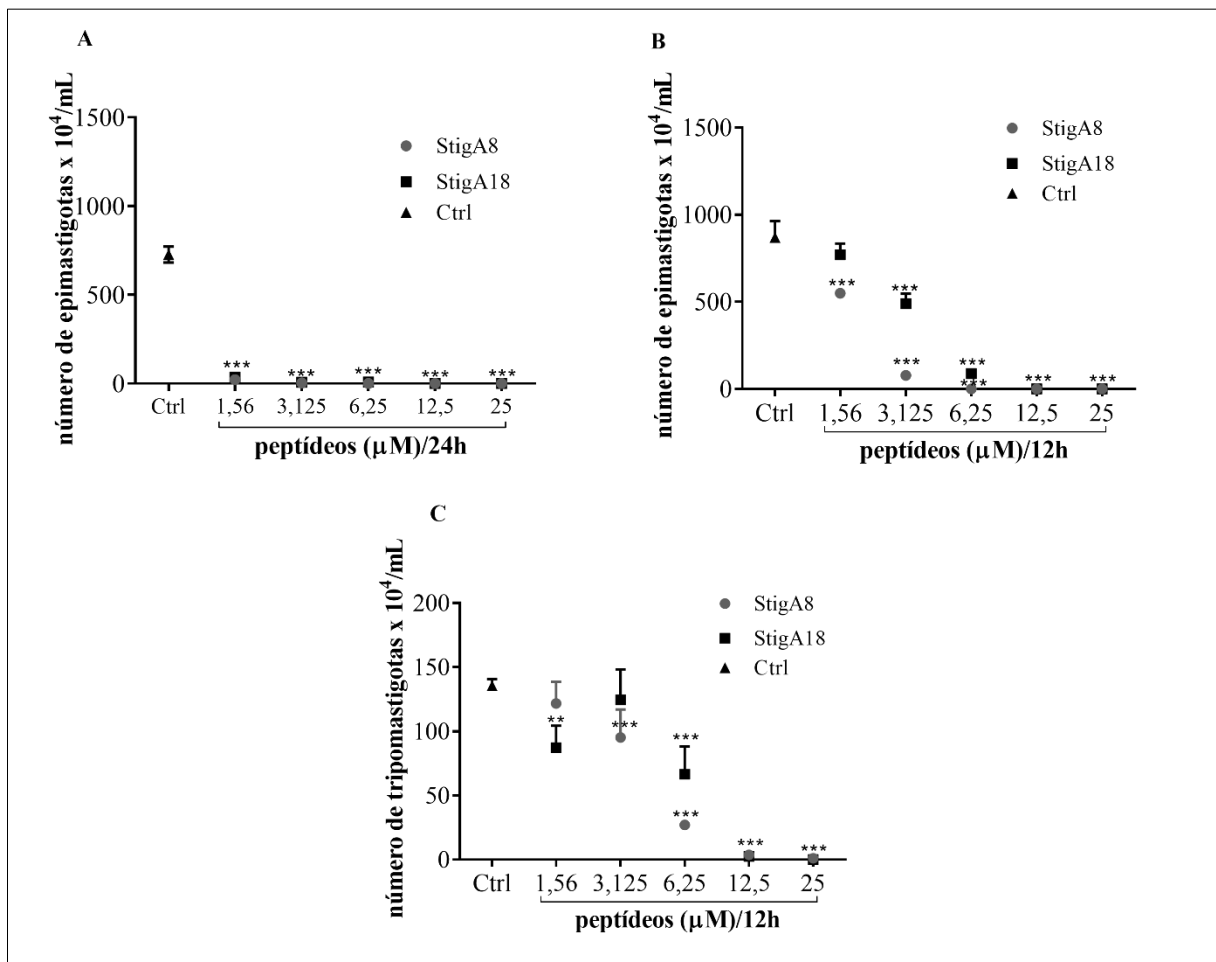 A
número de epimastigotas x 10⁴/mL
1500
1000
500
0
StigA8
StigA18
Ctrl
*** *** *** *** ***
Ctrl 1,56 3,125 6,25 12,5 25
peptídeos (μM)/24h
B
número de epimastigotas x 10⁴/mL
1500
1000
500
0
StigA8
StigA18
Ctrl
*** ***
***
***
*** *** ***
Ctrl 1,56 3,125 6,25 12,5 25
peptídeos (μM)/12h
C
número de tripomastigotas x 10⁴/mL
200
150
100
50
0
StigA8
StigA18
Ctrl
** ***
***
***
*** ***
Ctrl 1,56 3,125 6,25 12,5 25
peptídeos (μM)/12h